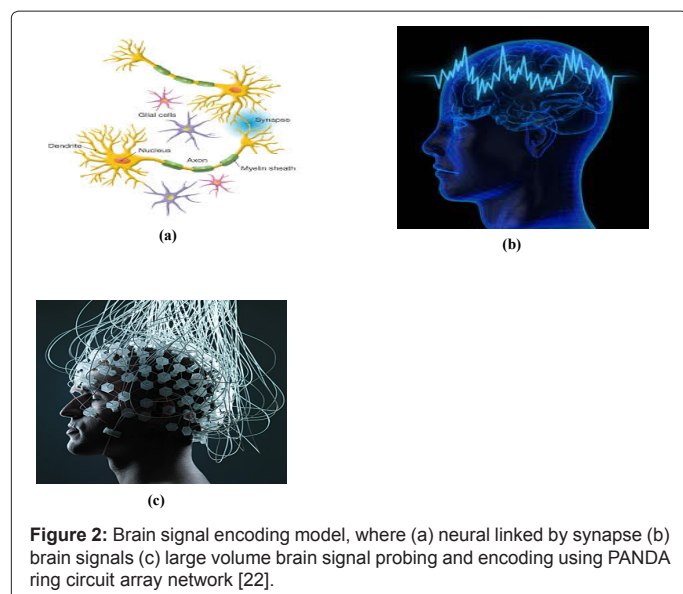 Glial cells
Synapse
Dendrite
Nucleus
Axon
Myelin sheath
(a)
(b)
(c)
Figure 2: Brain signal encoding model, where (a) neural linked by synapse (b)
brain signals (c) large volume brain signal probing and encoding using PANDA
ring circuit array network [22].